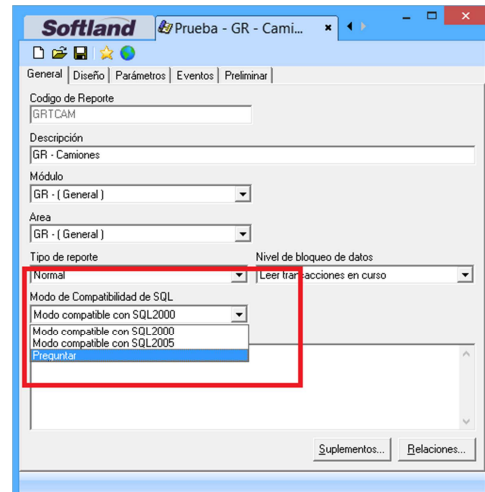 Softland
Prueba - GR - Cami...
General Diseño Parámetros Eventos Preliminar
Codigo de Reporte
GRTCAM
Descripción
GR - Camiones
Módulo
GR - ( General )
Area
GR - ( General )
Tipo de reporte Nivel de bloqueo de datos
Normal Leer transacciones en curso
Modo de Compatibilidad de SQL
Modo compatible con SQL2000
Modo compatible con SQL2000
Modo compatible con SQL2005
Preguntar
Suplementos... Relaciones...